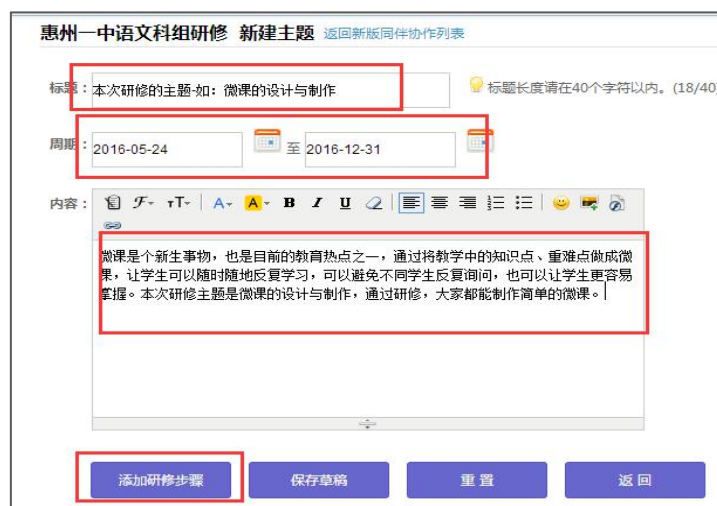 惠州一中语文科组研修 新建主题 返回新版同伴协作列表
标题：本次研修的主题-如：微课的设计与制作 标题长度请在40个字符以内。(18/40)
周期：2016-05-24 至 2016-12-31
内容：
微课是个新生事物，也是目前的教育热点之一，通过将教学中的知识点、重难点做成微
课，让学生可以随时随地反复学习，可以避免不同学生反复询问，也可以让学生更容易
掌握。本次研修主题是微课的设计与制作，通过研修，大家都能制作简单的微课。
添加研修步骤 保存草稿 重置 返回